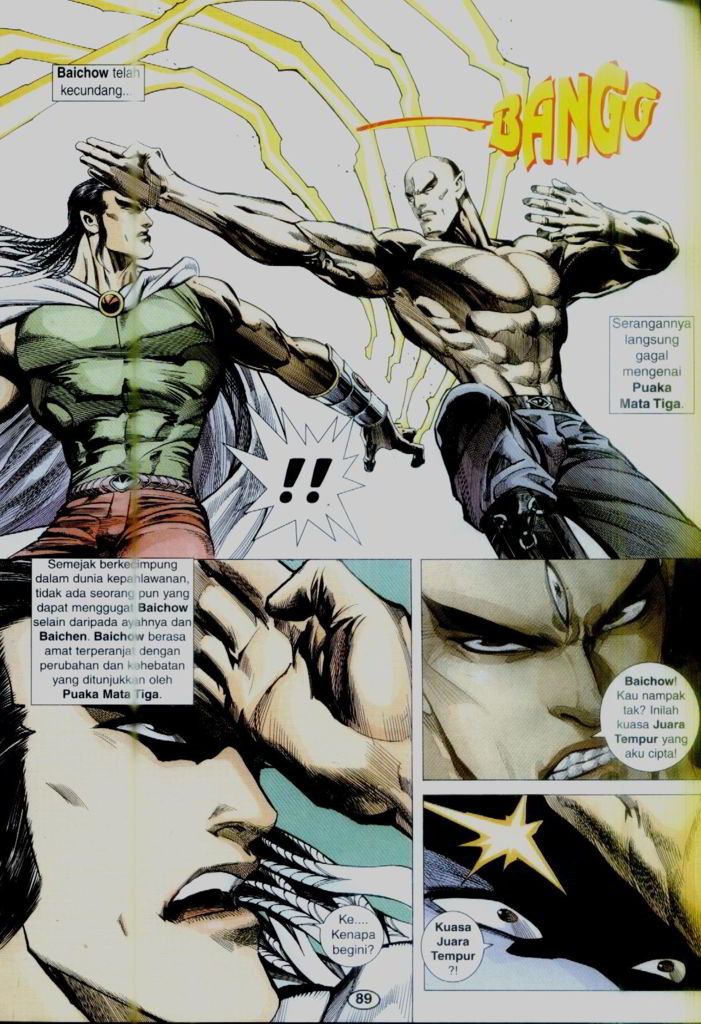 Baichow telah
kecundang...
BANGG
Serangannya
langsung
gagal
mengenai
Puaka
Mata Tiga.
!!
Semejak berkecimpung
dalam dunia kepahlawanan,
tidak ada seorang pun yang
dapat menggugat Baichow
selain daripada ayahnya dan
Baichen. Baichow berasa
amat terperanjat dengan
perubahan dan kehebatan
yang ditunjukkan oleh
Puaka Mata Tiga.
Baichow!
Kau nampak
tak? Inilah
kuasa Juara
Tempur yang
aku cipta!
Ke....
Kenapa
begini?
Kuasa
Juara
Tempur
?!
89